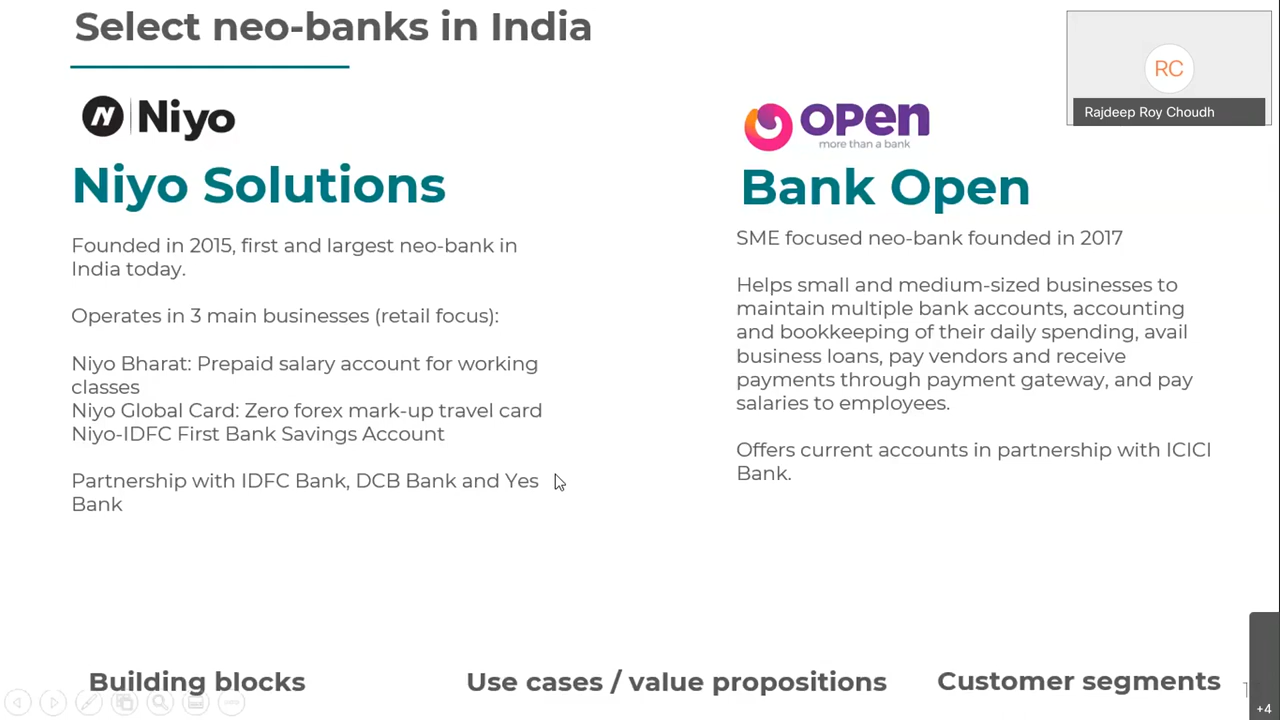 Select neo-banks in India
RC
Rajdeep Roy Choudh
Niyo
Niyo Solutions
Founded in 2015, first and largest neo-bank in
India today.
Operates in 3 main businesses (retail focus):
Niyo Bharat: Prepaid salary account for working
classes
Niyo Global Card: Zero forex mark-up travel card
Niyo-IDFC First Bank Savings Account
Partnership with IDFC Bank, DCB Bank and Yes
Bank
OPEN
more than a bank
Bank Open
SME focused neo-bank founded in 2017
Helps small and medium-sized businesses to
maintain multiple bank accounts, accounting
and bookkeeping of their daily spending, avail
business loans, pay vendors and receive
payments through payment gateway, and pay
salaries to employees.
Offers current accounts in partnership with ICICI
Bank.
Building blocks
Use cases / value propositions
Customer segments
+4